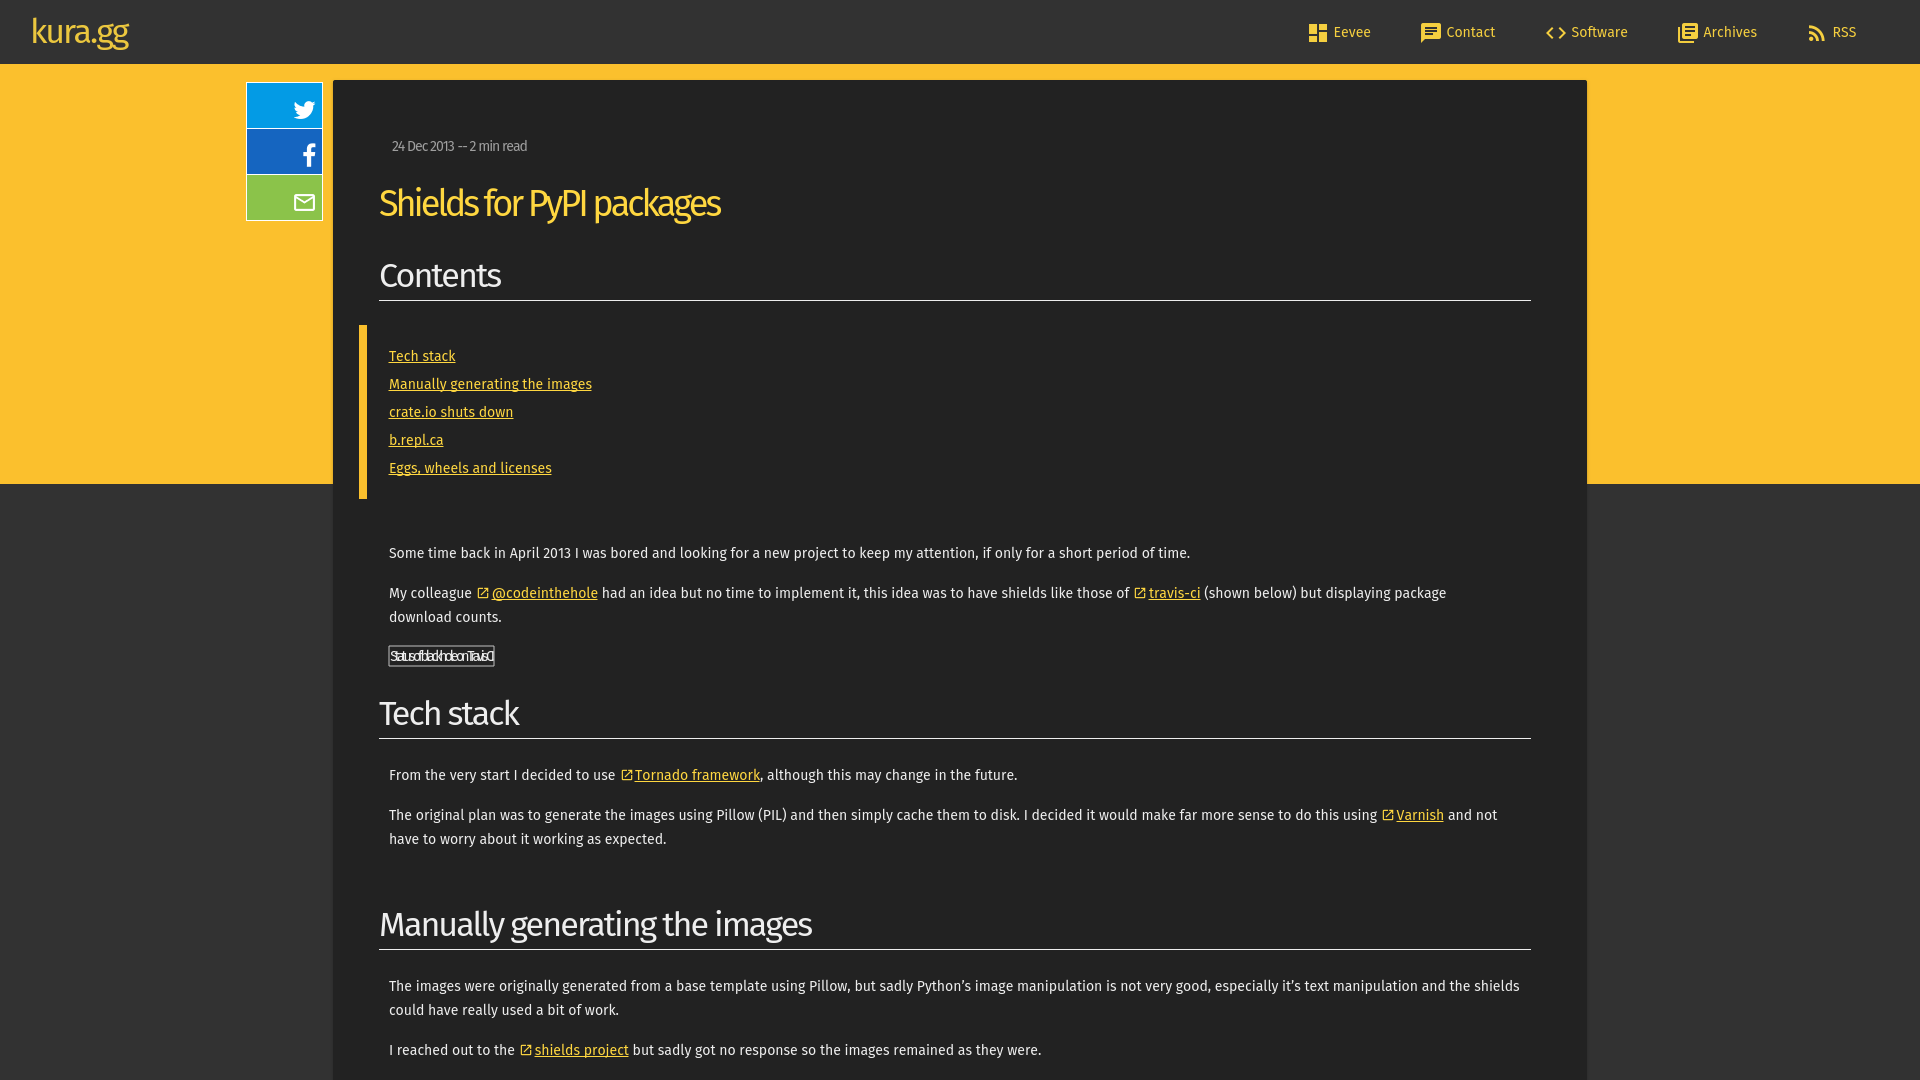 kura.gg
Eevee
Contact
Software
Archives
RSS
24 Dec 2013 -- 2 min read
Shields for PyPI packages
Contents
Tech stack
Manually generating the images
crate.io shuts down
b.repl.ca
Eggs, wheels and licenses
Some time back in April 2013 I was bored and looking for a new project to keep my attention, if only for a short period of time.
My colleague @codeinthehole had an idea but no time to implement it, this idea was to have shields like those of travis-ci (shown below) but displaying package
download counts.
Status of blackhole on Travis CI
Tech stack
From the very start I decided to use Tornado framework, although this may change in the future.
The original plan was to generate the images using Pillow (PIL) and then simply cache them to disk. I decided it would make far more sense to do this using Varnish and not
have to worry about it working as expected.
Manually generating the images
The images were originally generated from a base template using Pillow, but sadly Python’s image manipulation is not very good, especially it’s text manipulation and the shields
could have really used a bit of work.
I reached out to the shields project but sadly got no response so the images remained as they were.